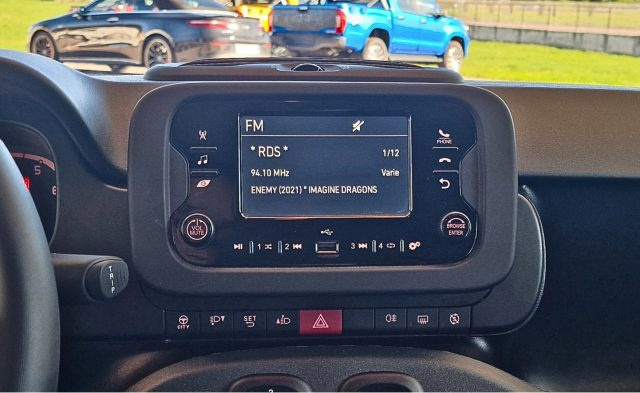 FM
* RDS *
1/12
94.10 MHz
Varie
ENEMY (2021) * IMAGINE DRAGONS
PHONE
VOL
MUTE
BROWSE
ENTER
1
2
3
4
TRIP
CITY
SET
5